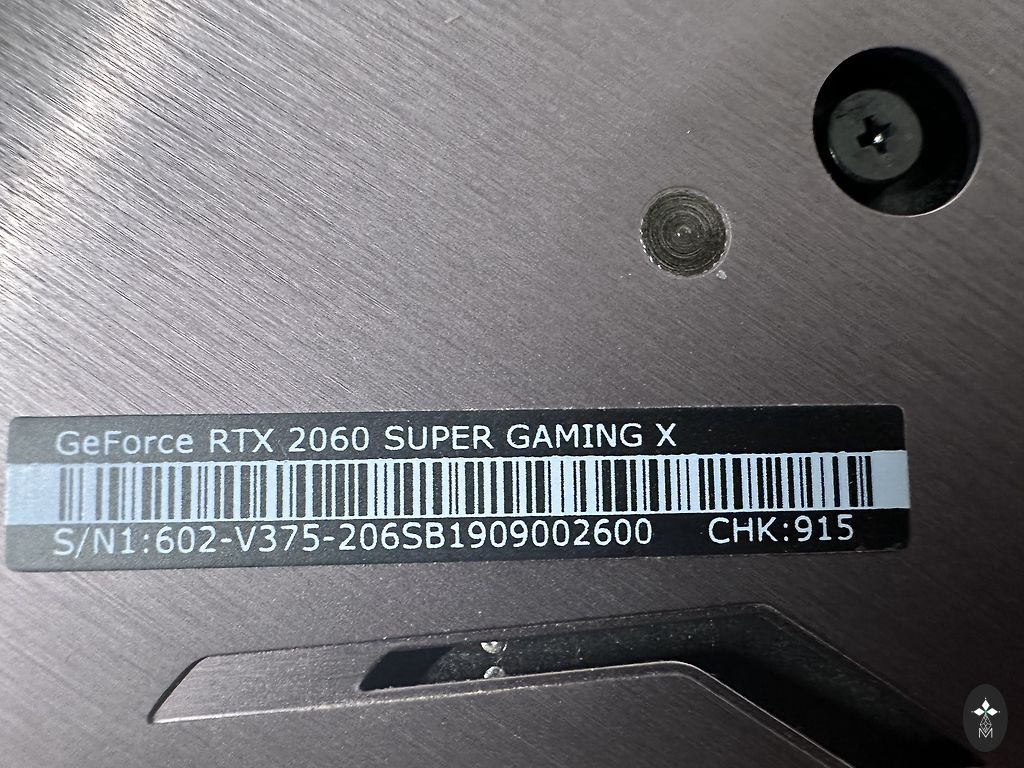 GeForce RTX 2060 SUPER GAMING X
S/N1:602-V375-206SB1909002600 CHK:915
M